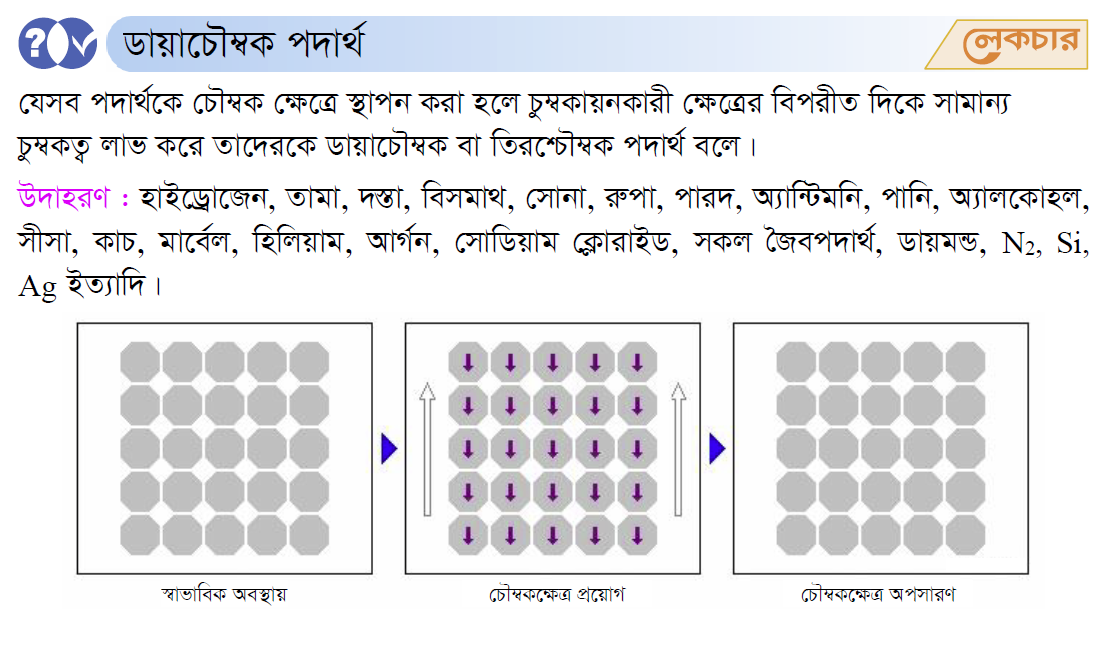 ডায়াচৌম্বক পদার্থ
লেকচার
যেসব পদার্থকে চৌম্বক ক্ষেত্রে স্থাপন করা হলে চুম্বকায়নকারী ক্ষেত্রের বিপরীত দিকে সামান্য
চুম্বকত্ব লাভ করে তাদেরকে ডায়াচৌম্বক বা তিরশ্চৌম্বক পদার্থ বলে।
উদাহরণ : হাইড্রোজেন, তামা, দস্তা, বিসমাথ, সোনা, রুপা, পারদ, অ্যান্টিমনি, পানি, অ্যালকোহল,
সীসা, কাচ, মার্বেল, হিলিয়াম, আর্গন, সোডিয়াম ক্লোরাইড, সকল জৈবপদার্থ, ডায়মন্ড, N₂, Si,
Ag ইত্যাদি।
স্বাভাবিক অবস্থায়
চৌম্বকক্ষেত্র প্রয়োগ
চৌম্বকক্ষেত্র অপসারণ